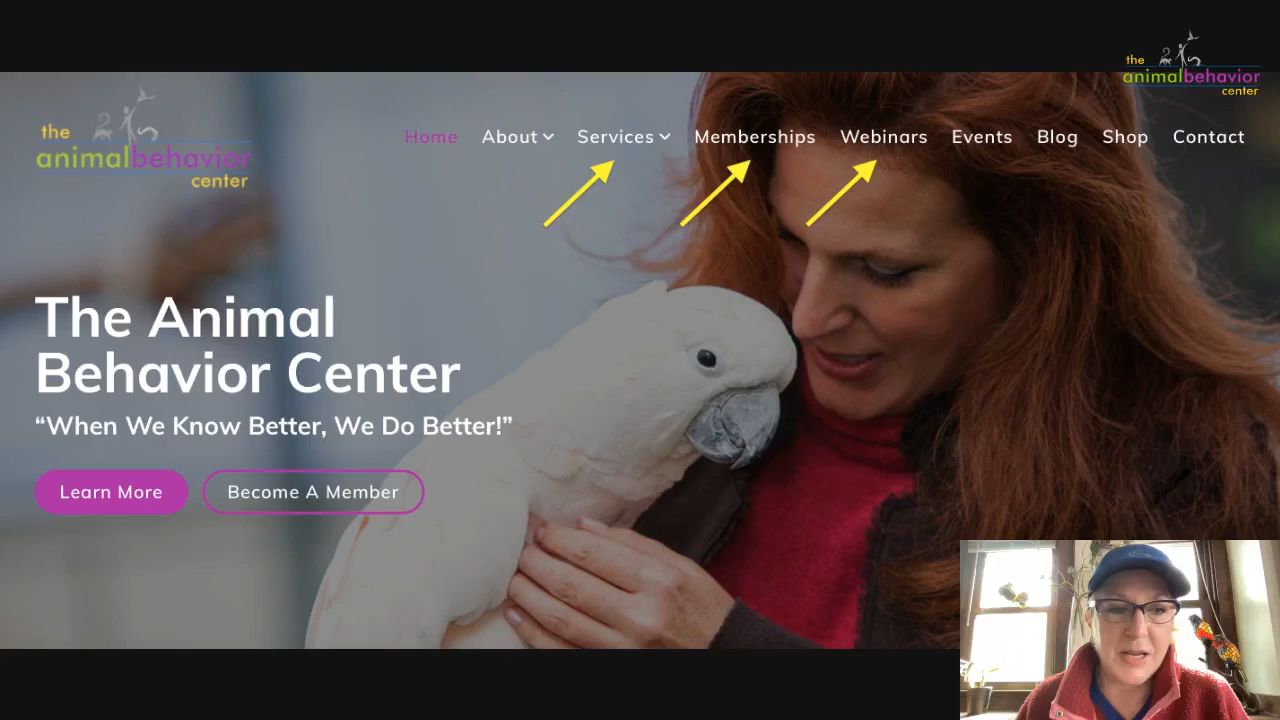 the
animalbehavior
center
the
animalbehavior
center
Home About Services Memberships Webinars Events Blog Shop Contact
The Animal
Behavior Center
“When We Know Better, We Do Better!”
Learn More Become A Member